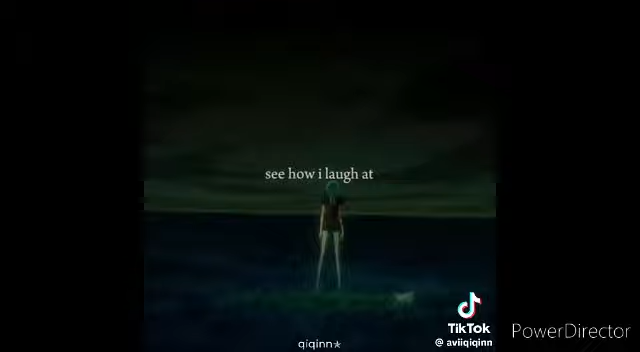 see how i laugh at
TikTok
@ aviiqiqinn
PowerDirector
qiqinn★